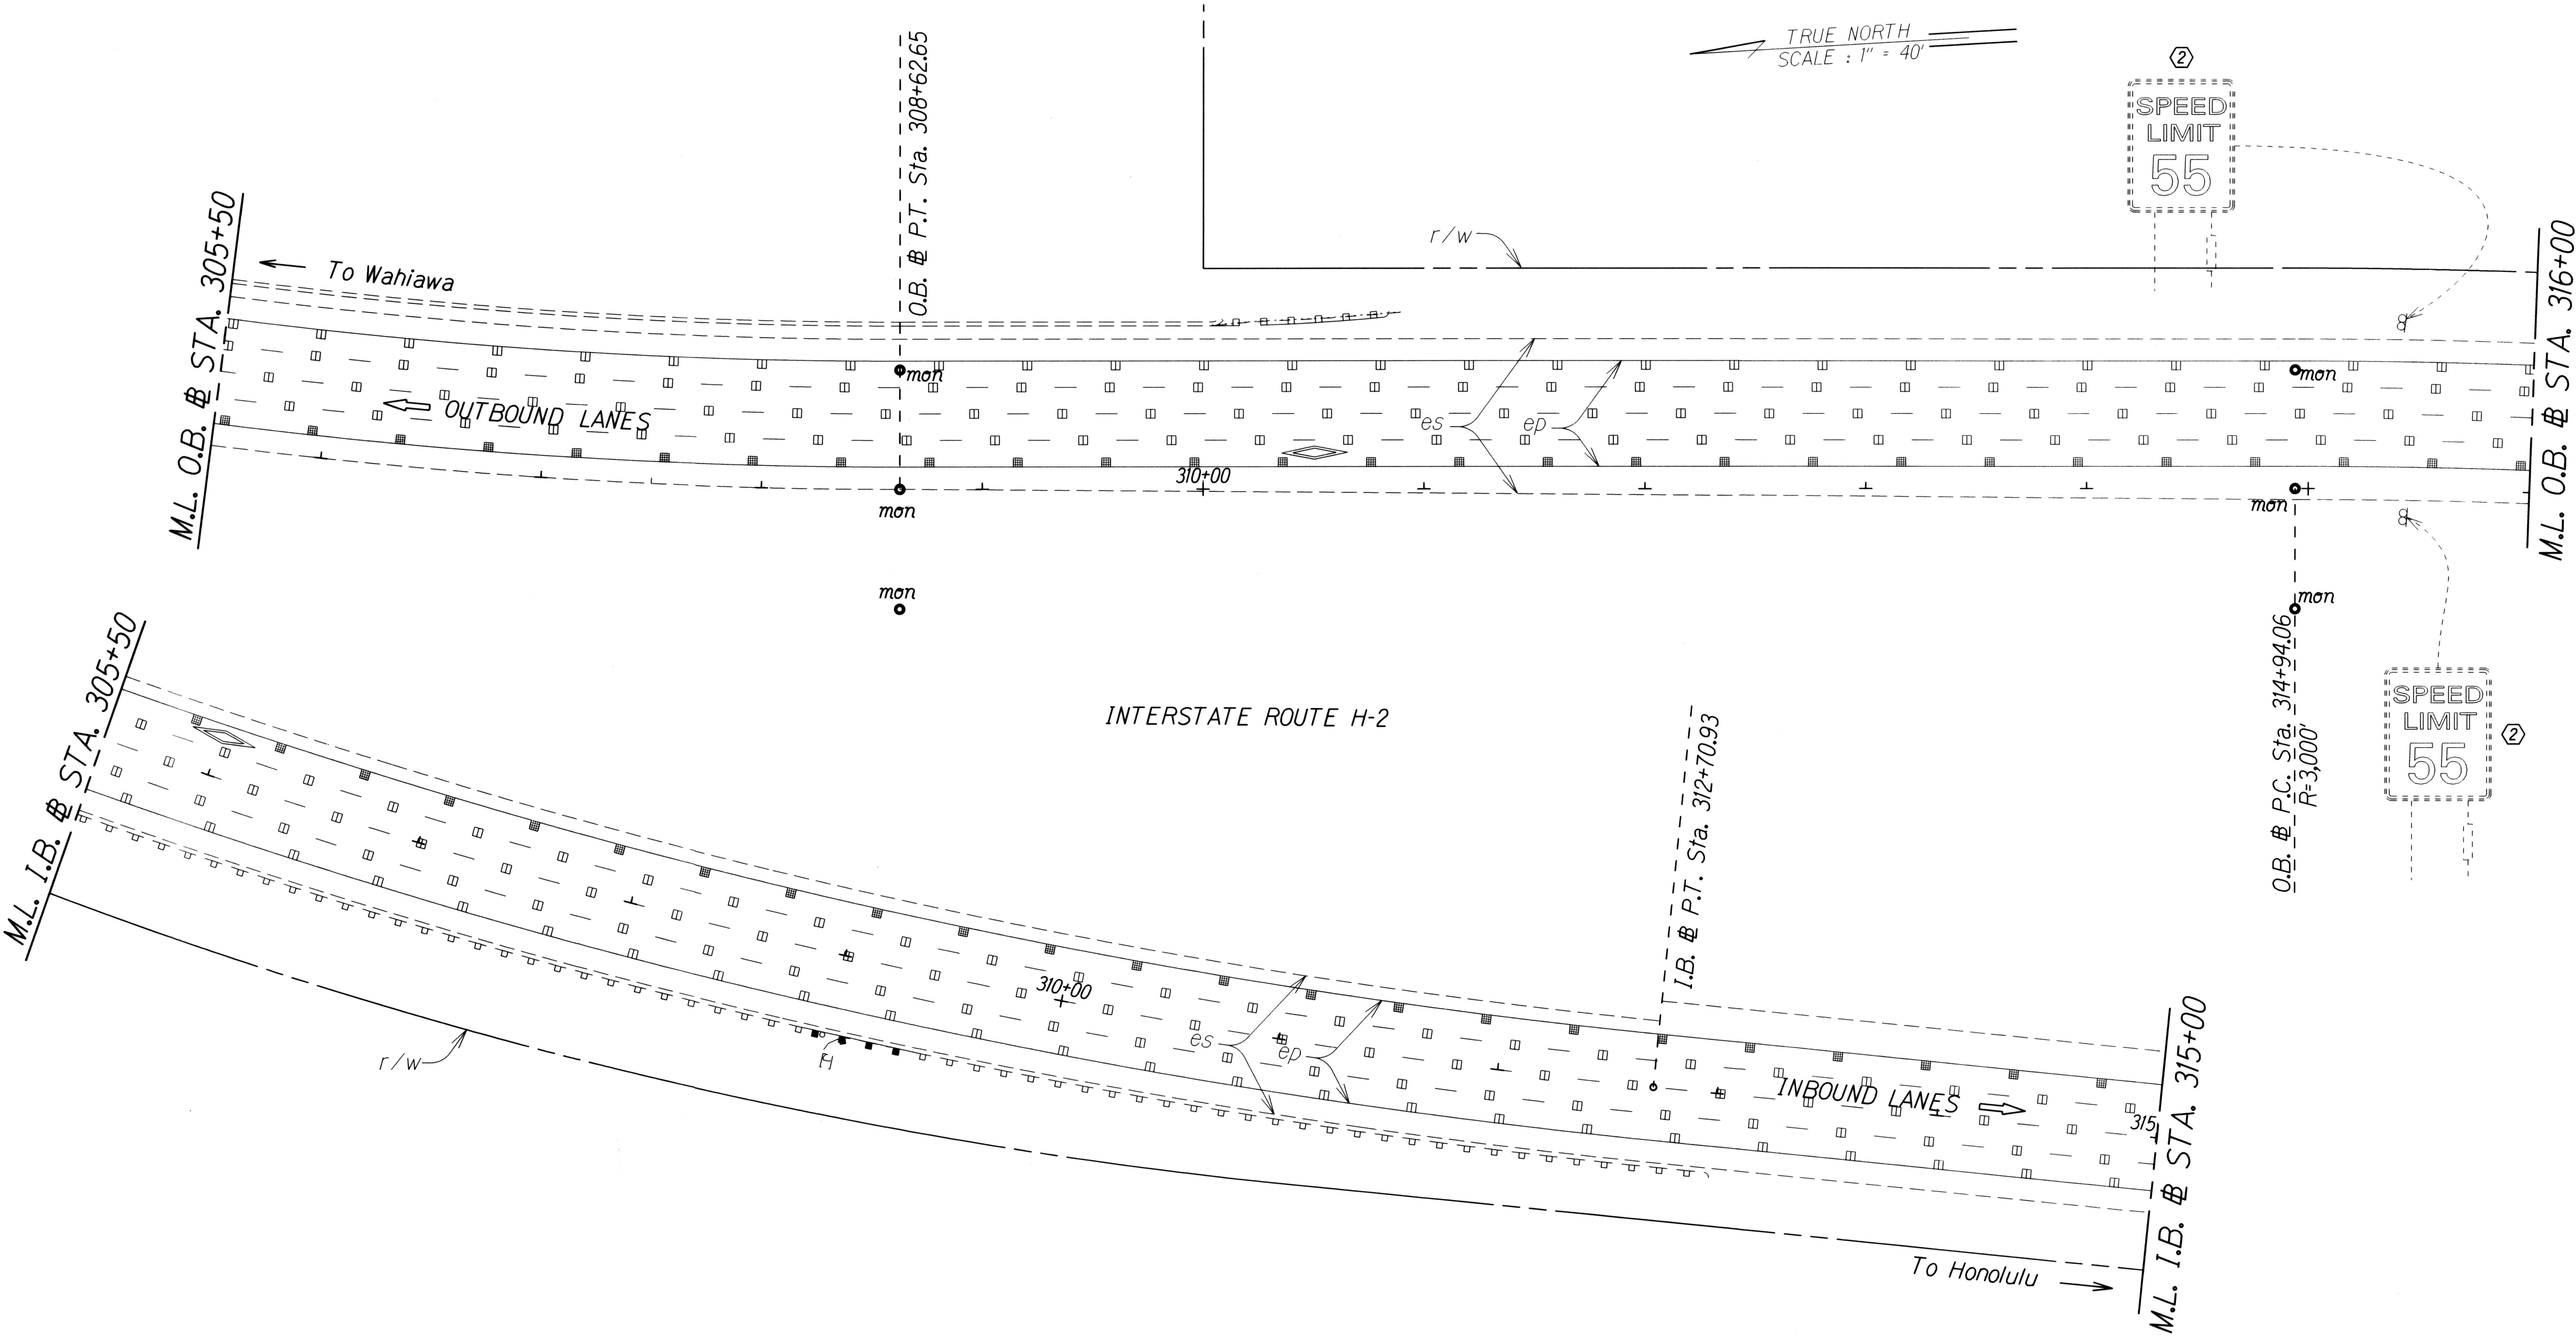 TRUE NORTH
SCALE : 1" = 40'
2
SPEED
LIMIT
55
O.B. ⅊ P.T. Sta. 308+62.65
r/w
M.L. O.B. ⅊ STA. 305+50
To Wahiawa
M.L. O.B. ⅊ STA. 316+00
mon
mon
OUTBOUND LANES
es
ep
310+00
mon
mon
mon
mon
O.B. ⅊ P.C. Sta. 314+94.06
R=3,000'
SPEED
LIMIT
55
2
INTERSTATE ROUTE H-2
M.L. I.B. ⅊ STA. 305+50
I.B. ⅊ P.T. Sta. 312+70.93
310+00
es
ep
r/w
INBOUND LANES
315
M.L. I.B. ⅊ STA. 315+00
To Honolulu